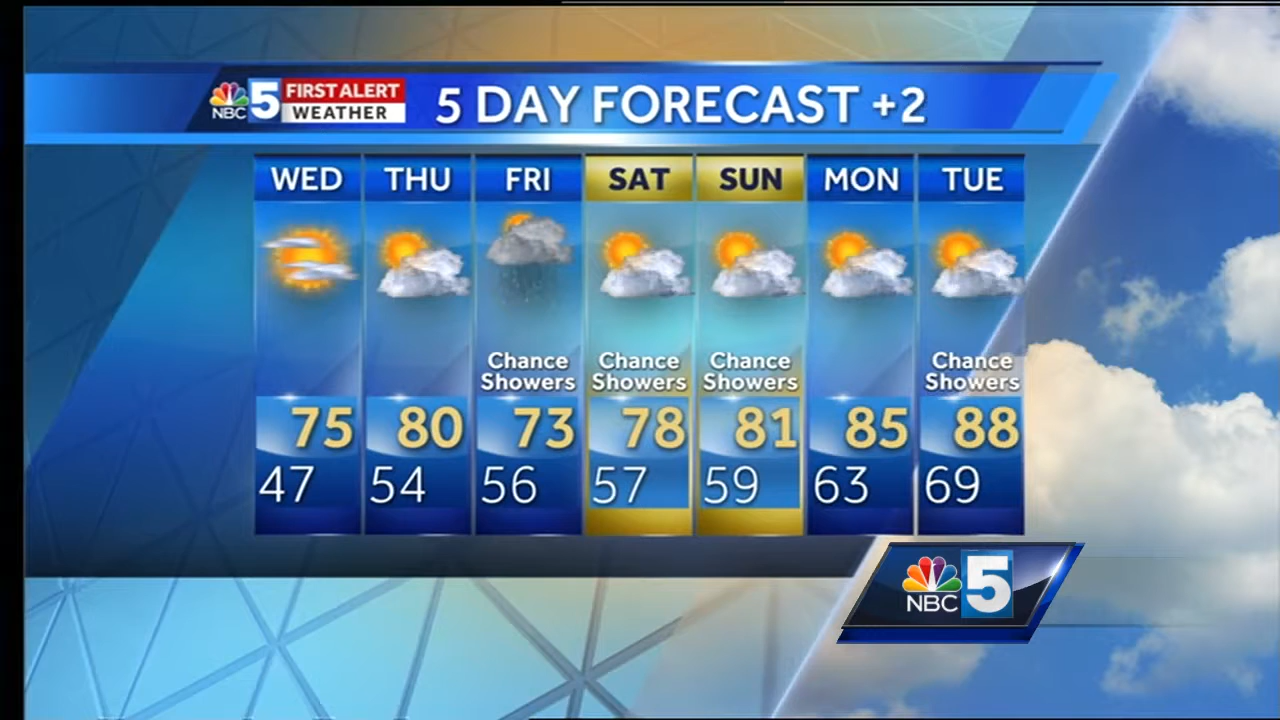 NBC 5 FIRST ALERT WEATHER
5 DAY FORECAST +2
WED THU FRI SAT SUN MON TUE
Chance Showers Chance Showers Chance Showers Chance Showers
75 80 73 78 81 85 88
47 54 56 57 59 63 69
NBC 5